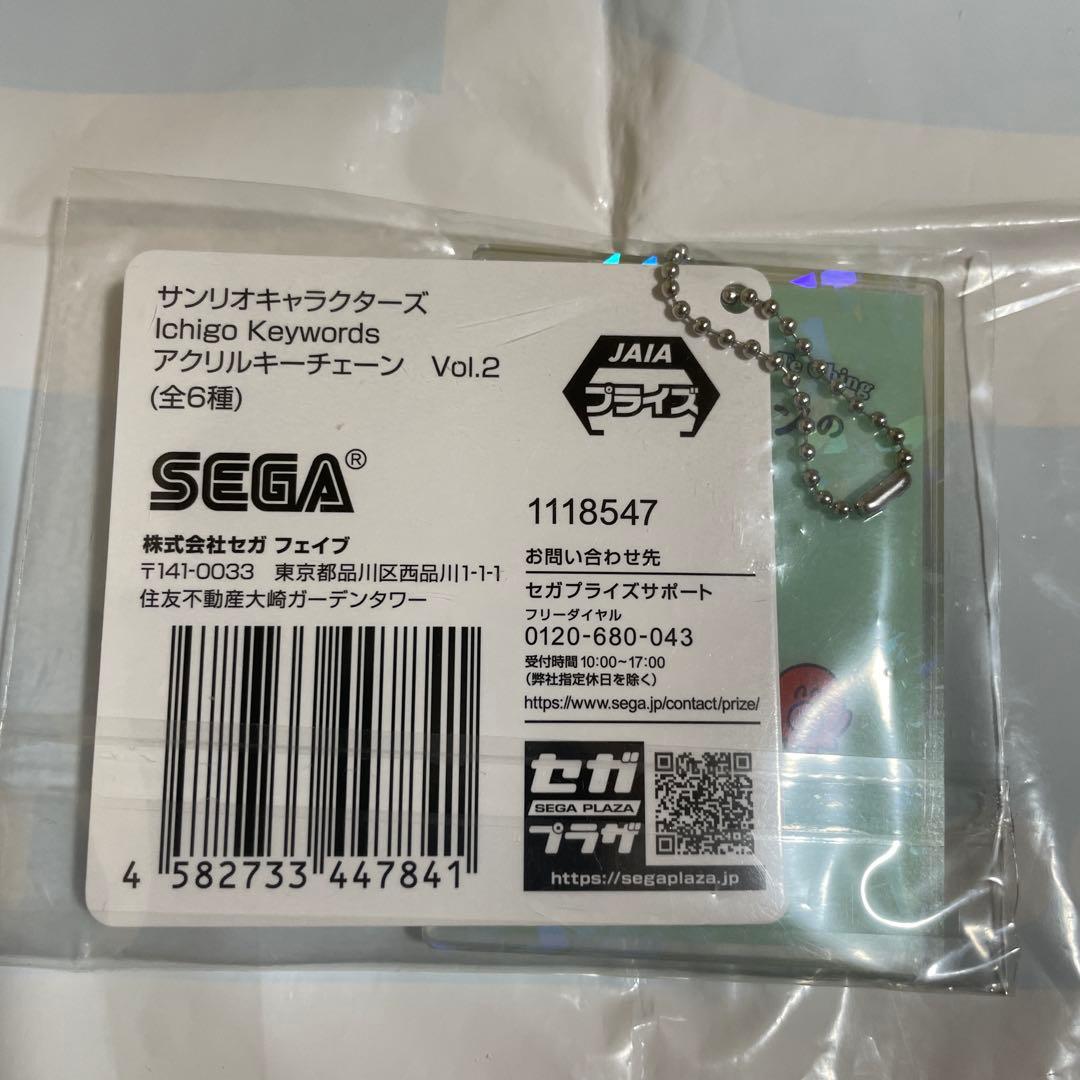 サンリオキャラクターズ
Ichigo Keywords
アクリルキーチェーン Vol.2
(全6種)
JAIA
プライズ
SEGA®
株式会社セガ フェイブ
〒141-0033 東京都品川区西品川1-1-1
住友不動産大崎ガーデンタワー
1118547
お問い合わせ先
セガプライズサポート
フリーダイヤル
0120-680-043
受付時間 10:00~17:00
(弊社指定休日を除く)
https://www.sega.jp/contact/prize/
4 582733 447841
セガ
SEGA PLAZA
プラザ
https://segaplaza.jp
の